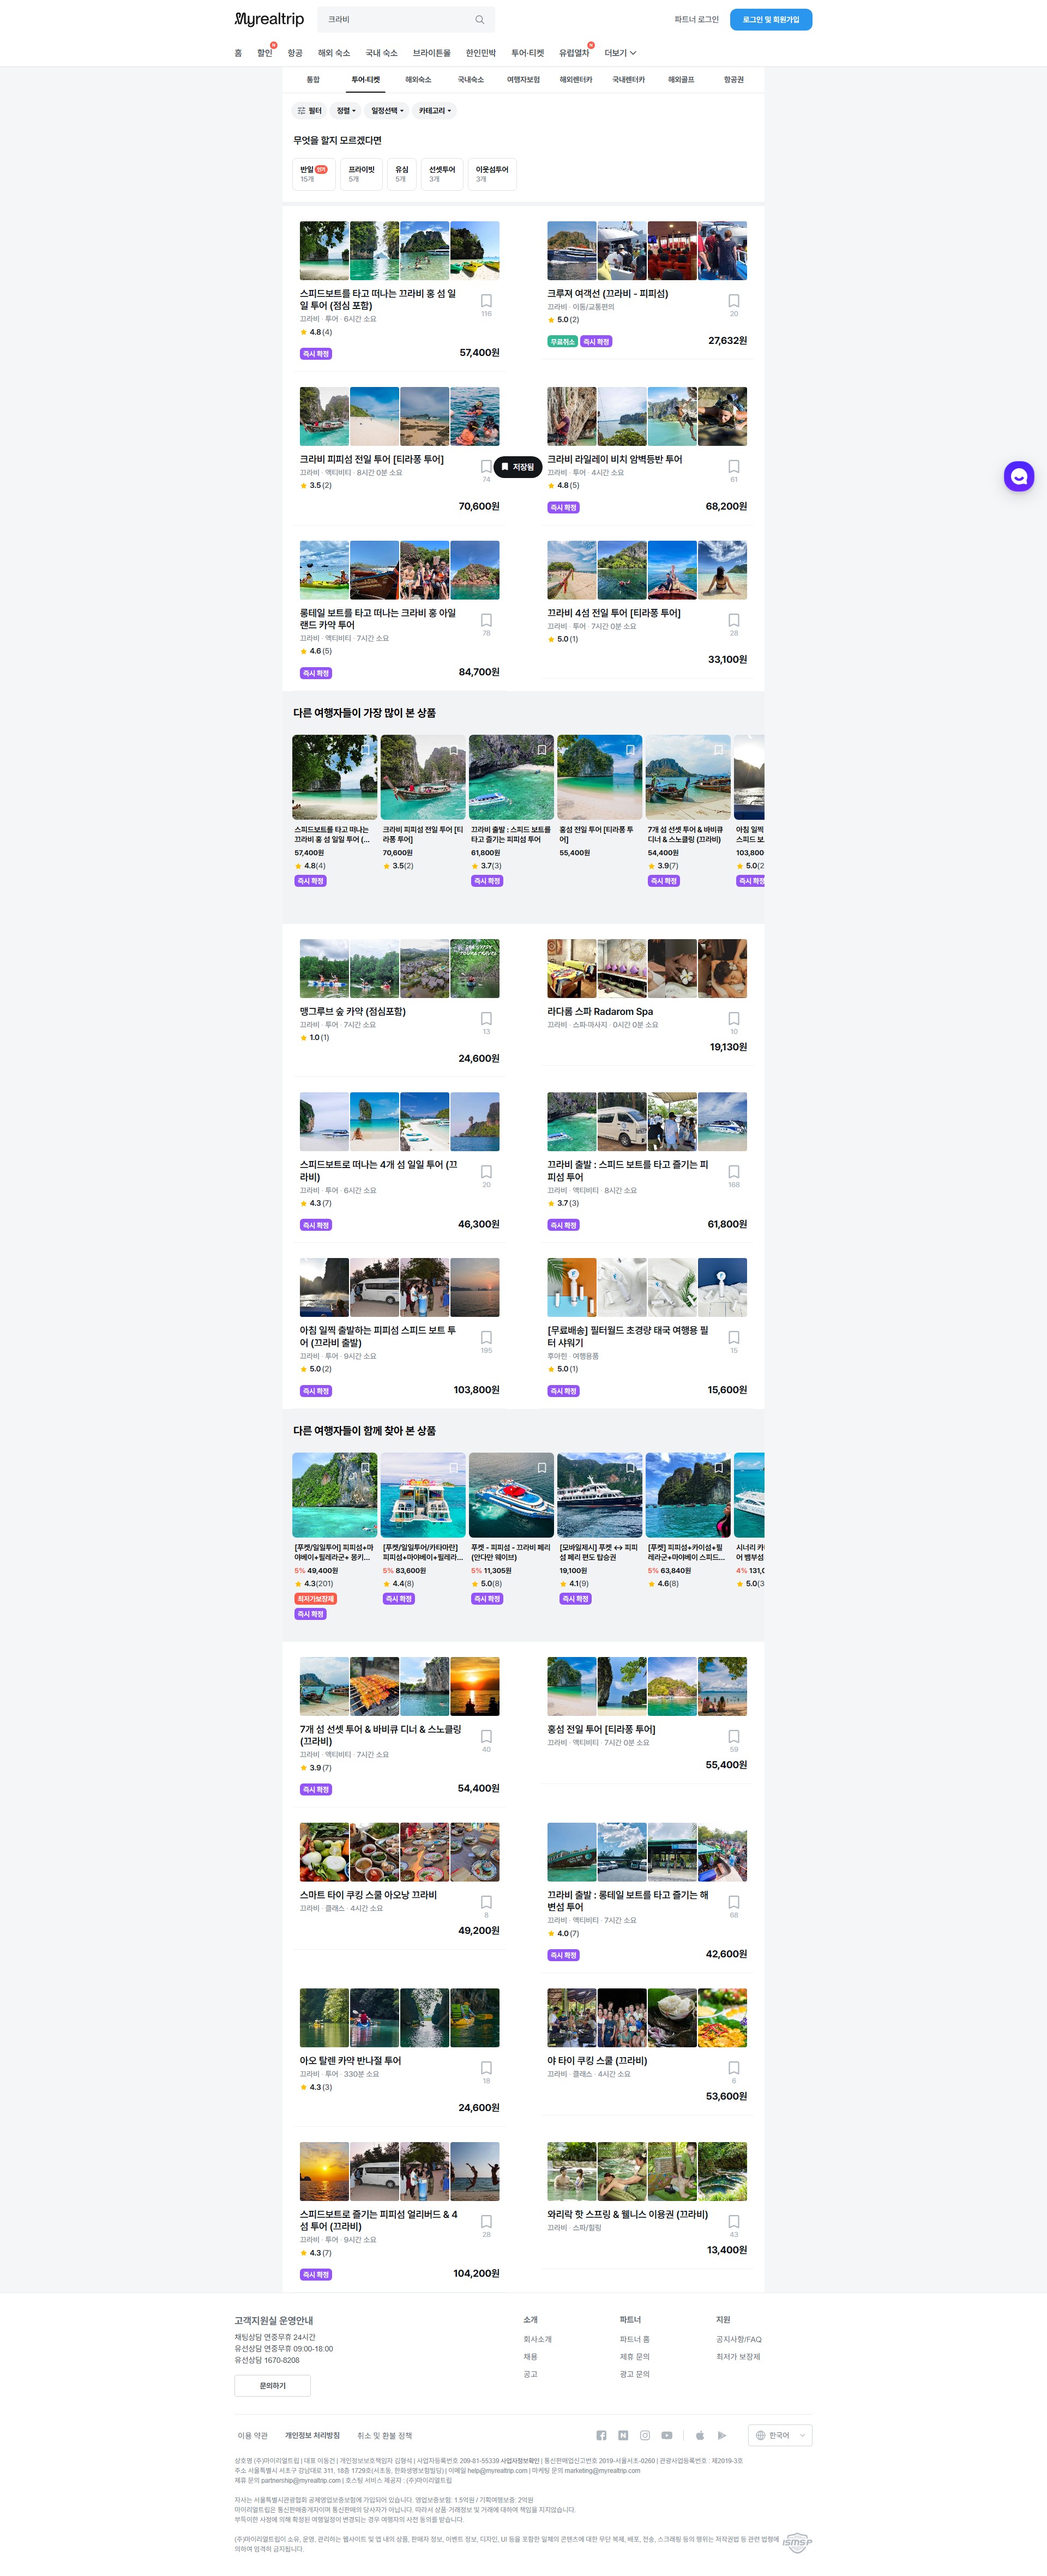 Myrealtrip
크라비
파트너 로그인
로그인 및 회원가입
홈
할인
항공
해외 숙소
국내 숙소
브라이튼물
한인민박
투어·티켓
유럽열차
더보기
통합
투어·티켓
해외숙소
국내숙소
여행자보험
해외렌터카
국내렌터카
해외골프
항공권
필터
정렬
일정선택
카테고리
무엇을 할지 모르겠다면
반일 인기
15개
프라이빗
5개
유심
5개
선셋투어
3개
이웃섬투어
3개
스피드보트를 타고 떠나는 끄라비 홍 섬 일
일 투어 (점심 포함)
끄라비 · 투어 · 6시간 소요
116
4.8 (4)
즉시 확정
57,400원
크루져 여객선 (끄라비 - 피피섬)
끄라비 · 이동/교통편의
20
5.0 (2)
무료취소
즉시 확정
27,632원
크라비 피피섬 전일 투어 [티라퐁 투어]
끄라비 · 액티비티 · 8시간 0분 소요
74
3.5 (2)
70,600원
저장됨
크라비 라일레이 비치 암벽등반 투어
끄라비 · 투어 · 4시간 소요
61
4.8 (5)
즉시 확정
68,200원
롱테일 보트를 타고 떠나는 크라비 홍 아일
랜드 카약 투어
끄라비 · 액티비티 · 7시간 소요
78
4.6 (5)
즉시 확정
84,700원
끄라비 4섬 전일 투어 [티라퐁 투어]
끄라비 · 투어 · 7시간 0분 소요
28
5.0 (1)
33,100원
다른 여행자들이 가장 많이 본 상품
스피드보트를 타고 떠나는
끄라비 홍 섬 일일 투어 (...
57,400원
4.8(4)
즉시 확정
크라비 피피섬 전일 투어 [티
라퐁 투어]
70,600원
3.5(2)
끄라비 출발 : 스피드 보트를
타고 즐기는 피피섬 투어
61,800원
3.7(3)
즉시 확정
홍섬 전일 투어 [티라퐁 투
어]
55,400원
7개 섬 선셋 투어 & 바비큐
디너 & 스노클링 (끄라비)
54,400원
3.9(7)
즉시 확정
아침 일찍
스피드 보
103,800
5.0(2
즉시 확정
맹그루브 숲 카약 (점심포함)
끄라비 · 투어 · 7시간 소요
13
1.0 (1)
24,600원
라다롬 스파 Radarom Spa
끄라비 · 스파·마사지 · 0시간 0분 소요
10
19,130원
스피드보트로 떠나는 4개 섬 일일 투어 (끄
라비)
끄라비 · 투어 · 6시간 소요
20
4.3 (7)
즉시 확정
46,300원
끄라비 출발 : 스피드 보트를 타고 즐기는 피
피섬 투어
끄라비 · 액티비티 · 8시간 소요
168
3.7 (3)
즉시 확정
61,800원
아침 일찍 출발하는 피피섬 스피드 보트 투
어 (끄라비 출발)
끄라비 · 투어 · 9시간 소요
195
5.0 (2)
즉시 확정
103,800원
[무료배송] 필터월드 초경량 태국 여행용 필
터 샤워기
후아힌 · 여행용품
15
5.0 (1)
즉시 확정
15,600원
다른 여행자들이 함께 찾아 본 상품
[푸켓/일일투어] 피피섬+마
야베이+필레라군+ 몽키...
5% 49,400원
4.3(201)
최저가보장제
즉시 확정
[푸켓/일일투어/카타마란]
피피섬+마야베이+필레라...
5% 83,600원
4.4(8)
즉시 확정
푸켓 - 피피섬 - 끄라비 페리
(안다만 웨이브)
5% 11,305원
5.0(8)
즉시 확정
[모바일제시] 푸켓 ↔ 피피
섬 페리 편도 탑승권
19,100원
4.1(9)
즉시 확정
[푸켓] 피피섬+카이섬+필
레라군+마야베이 스피드...
5% 63,840원
4.6(8)
시너리 카
어 뱀부섬
4% 131,0
5.0(3
7개 섬 선셋 투어 & 바비큐 디너 & 스노클링
(끄라비)
끄라비 · 액티비티 · 7시간 소요
40
3.9 (7)
즉시 확정
54,400원
홍섬 전일 투어 [티라퐁 투어]
끄라비 · 액티비티 · 7시간 0분 소요
59
55,400원
스마트 타이 쿠킹 스쿨 아오낭 끄라비
끄라비 · 클래스 · 4시간 소요
8
49,200원
끄라비 출발 : 롱테일 보트를 타고 즐기는 해
변섬 투어
끄라비 · 액티비티 · 7시간 소요
68
4.0 (7)
즉시 확정
42,600원
아오 탈렌 카약 반나절 투어
끄라비 · 투어 · 330분 소요
18
4.3 (3)
24,600원
야 타이 쿠킹 스쿨 (끄라비)
끄라비 · 클래스 · 4시간 소요
6
53,600원
스피드보트로 즐기는 피피섬 얼리버드 & 4
섬 투어 (끄라비)
끄라비 · 투어 · 9시간 소요
28
4.3 (7)
즉시 확정
104,200원
와리락 핫 스프링 & 웰니스 이용권 (끄라비)
끄라비 · 스파/힐링
43
13,400원
고객지원실 운영안내
채팅상담 연중무휴 24시간
유선상담 연중무휴 09:00-18:00
유선상담 1670-8208
문의하기
소개
회사소개
채용
공고
파트너
파트너 홈
제휴 문의
광고 문의
지원
공지사항/FAQ
최저가 보장제
이용 약관
개인정보 처리방침
취소 및 환불 정책
한국어
상호명 (주)마이리얼트립 | 대표 이동건 | 개인정보보호책임자 김형석 | 사업자등록번호 209-81-55339 사업자정보확인 | 통신판매업신고번호 2019-서울서초-0260 | 관광사업등록번호 : 제2019-3호
주소 서울특별시 서초구 강남대로 311, 18층 1729호(서초동, 한화생명보험빌딩) | 이메일 help@myrealtrip.com | 마케팅 문의 marketing@myrealtrip.com
제휴 문의 partnership@myrealtrip.com | 호스팅 서비스 제공자 : (주)마이리얼트립
자사는 서울특별시관광협회 공제영업보증보험에 가입되어 있습니다. 영업보증보험: 1.5억원 / 기획여행보증: 2억원
마이리얼트립은 통신판매중개자이며 통신판매의 당사자가 아닙니다. 따라서 상품·거래정보 및 거래에 대하여 책임을 지지않습니다.
부득이한 사정에 의해 확정된 여행일정이 변경되는 경우 여행자의 사전 동의를 받습니다.
(주)마이리얼트립이 소유, 운영, 관리하는 웹사이트 및 앱 내의 상품, 판매자 정보, 이벤트 정보, 디자인, UI 등을 포함한 일체의 콘텐츠에 대한 무단 복제, 배포, 전송, 스크래핑 등의 행위는 저작권법 등 관련 법령에
의하여 엄격히 금지됩니다.
ISMS-P